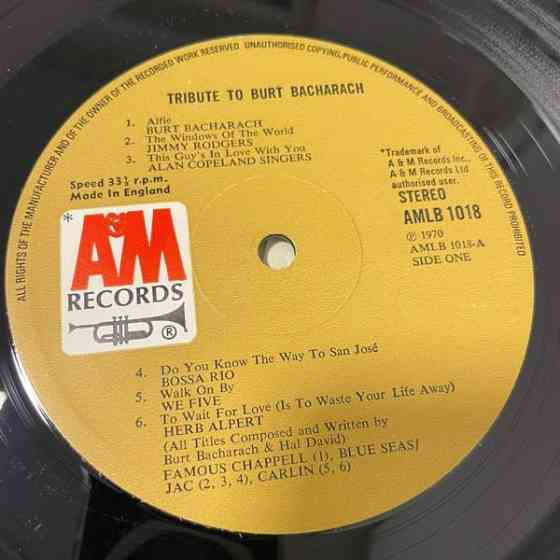 ALL RIGHTS OF THE MANUFACTURER AND OF THE OWNER OF THE RECORDED WORK RESERVED UNAUTHORISED COPYING, PUBLIC PERFORMANCE AND BROADCASTING OF THIS RECORD PROHIBITED
TRIBUTE TO BURT BACHARACH
1. Alfie
BURT BACHARACH
2. The Windows Of The World
JIMMY RODGERS
3. This Guy's In Love With You
ALAN COPELAND SINGERS
Speed 33⅓ r.p.m.
Made in England
*Trademark of
A & M Records Inc.,
A & M Records Ltd
authorised user.
STEREO
AMLB 1018
℗ 1970
AMLB 1018-A
SIDE ONE
*
A&M
RECORDS
®
4. Do You Know The Way To San José
BOSSA RIO
5. Walk On By
WE FIVE
6. To Wait For Love (Is To Waste Your Life Away)
HERB ALPERT
(All Titles Composed and Written by
Burt Bacharach & Hal David)
FAMOUS CHAPPELL (1), BLUE SEAS/
JAC (2, 3, 4), CARLIN (5, 6)